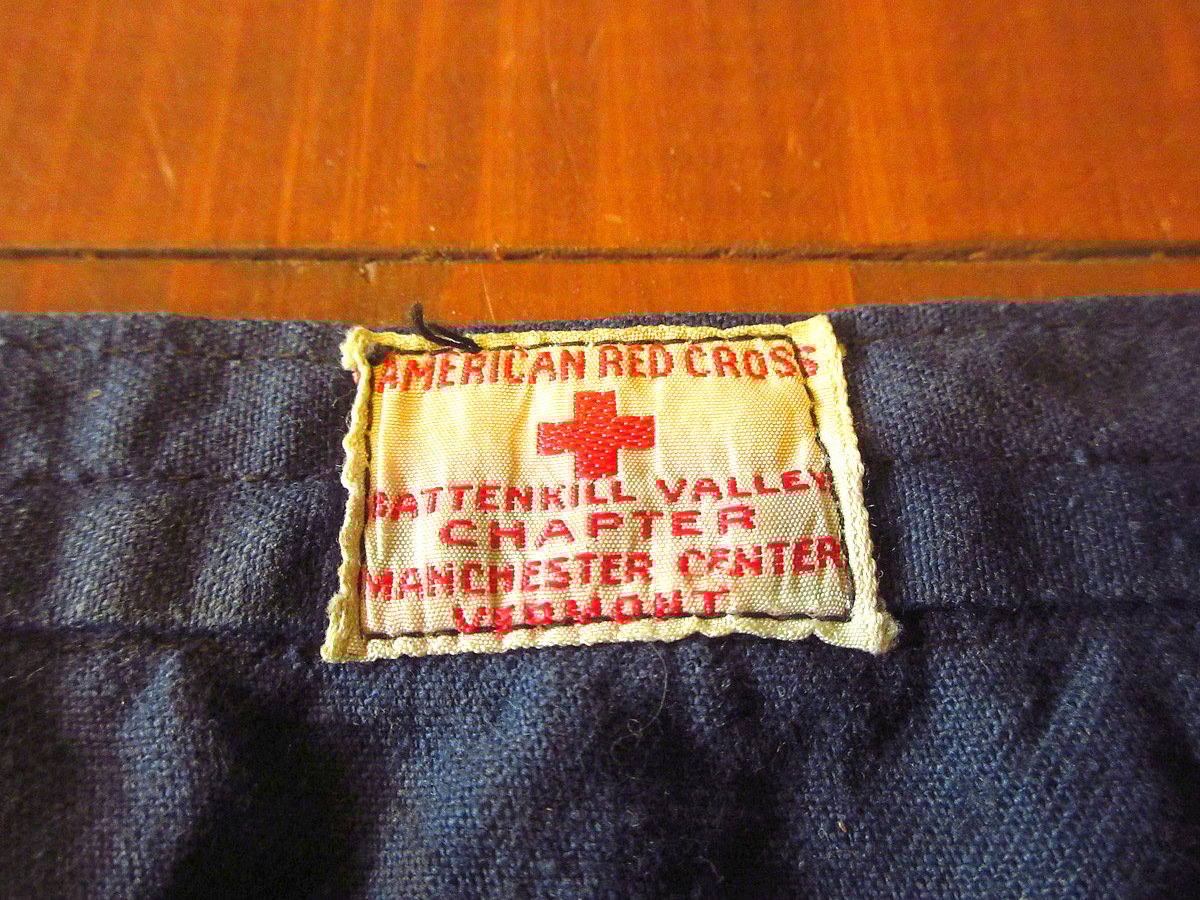 AMERICAN RED CROSS
BATTENKILL VALLEY
CHAPTER
MANCHESTER CENTER
VERMONT